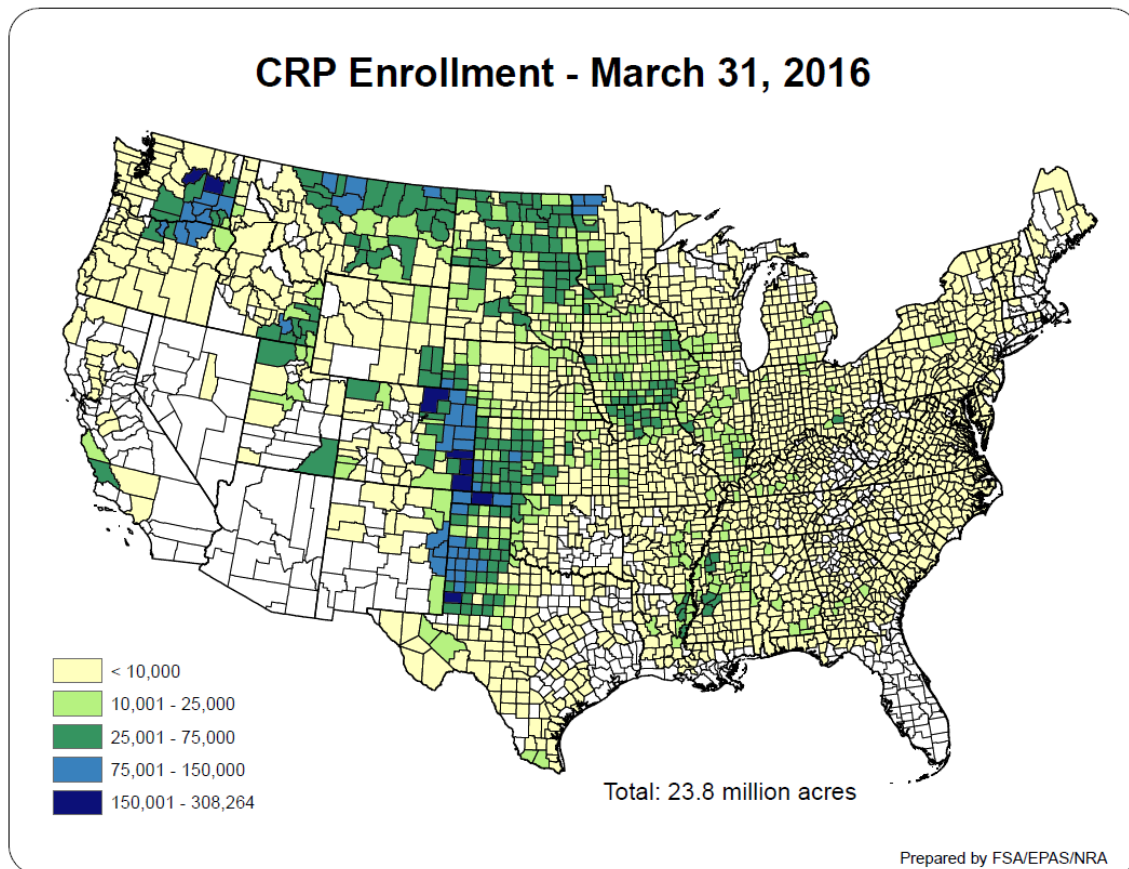 CRP Enrollment - March 31, 2016
< 10,000
10,001 - 25,000
25,001 - 75,000
75,001 - 150,000
150,001 - 308,264
Total: 23.8 million acres
Prepared by FSA/EPAS/NRA